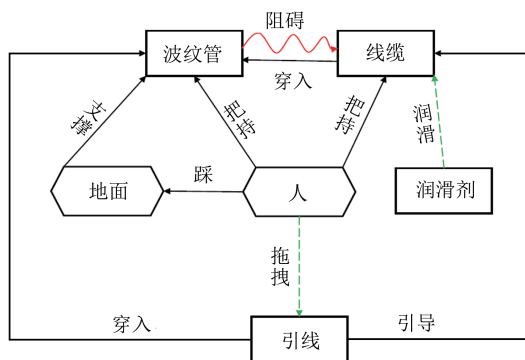 阻碍
波纹管
线缆
穿入
支撑
把持
把持
润滑
地面
踩
人
润滑剂
拖拽
穿入
引线
引导